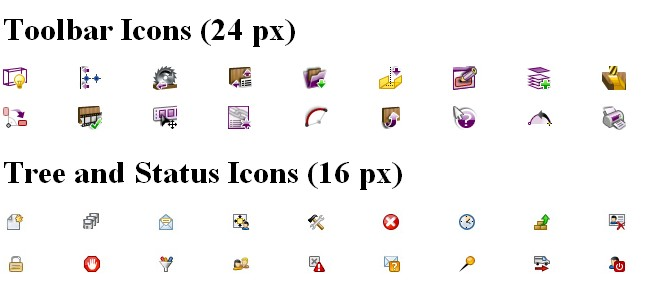 Toolbar Icons (24 px)
Tree and Status Icons (16 px)